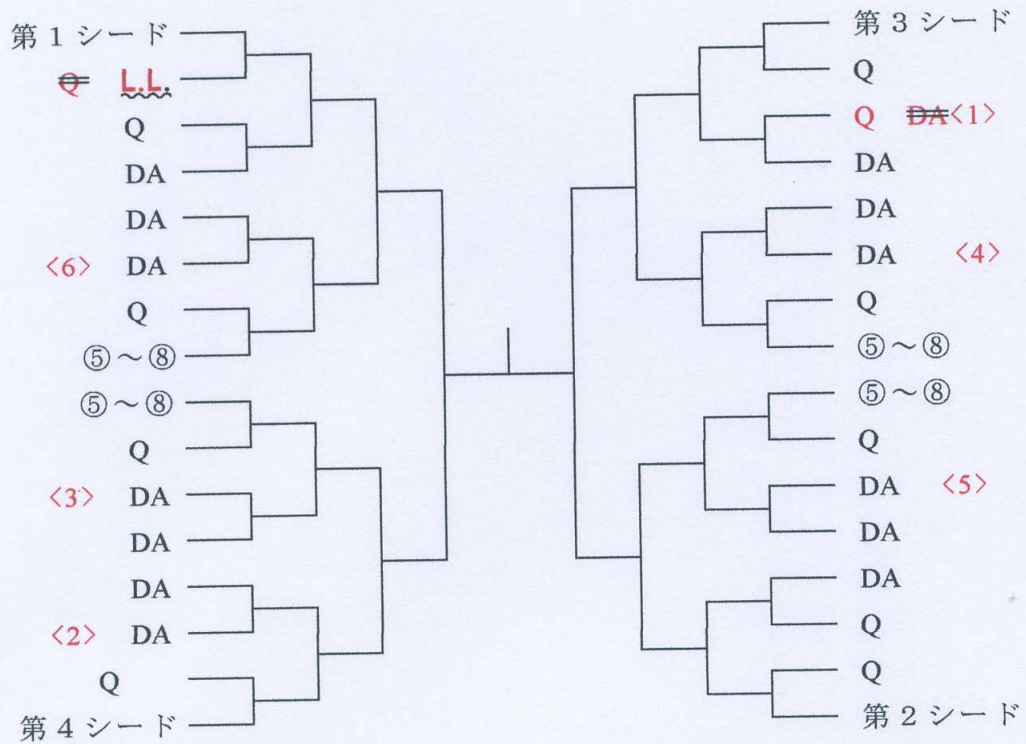 第1シード
Q L.L.
Q
DA
DA
<6> DA
Q
⑤～⑧
⑤～⑧
Q
<3> DA
DA
DA
<2> DA
Q
第4シード
第3シード
Q
Q DA<1>
DA
DA
DA <4>
Q
⑤～⑧
⑤～⑧
Q
DA <5>
DA
DA
Q
Q
第2シード